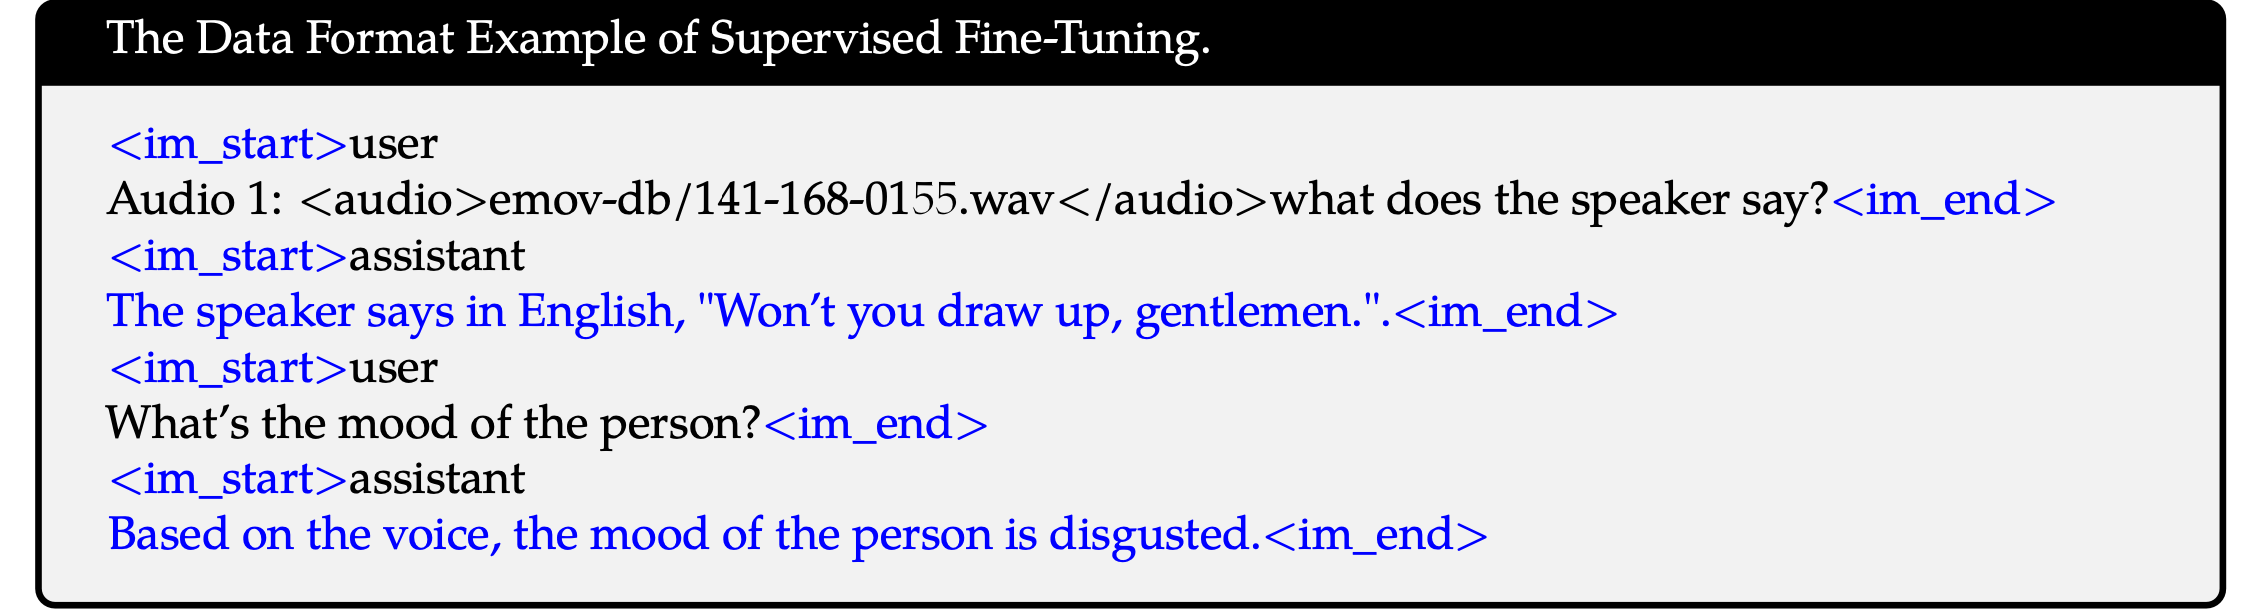 The Data Format Example of Supervised Fine-Tuning.
<im_start>user
Audio 1: <audio>emov-db/141-168-0155.wav</audio>what does the speaker say?<im_end>
<im_start>assistant
The speaker says in English, "Won’t you draw up, gentlemen.".<im_end>
<im_start>user
What’s the mood of the person?<im_end>
<im_start>assistant
Based on the voice, the mood of the person is disgusted.<im_end>